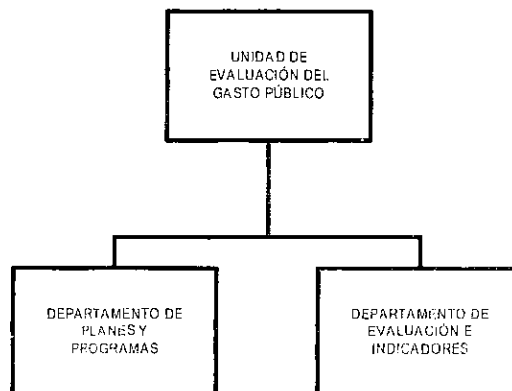 UNIDAD DE
EVALUACIÓN DEL
GASTO PÚBLICO
DEPARTAMENTO DE
PLANES Y
PROGRAMAS
DEPARTAMENTO DE
EVALUACIÓN E
INDICADORES